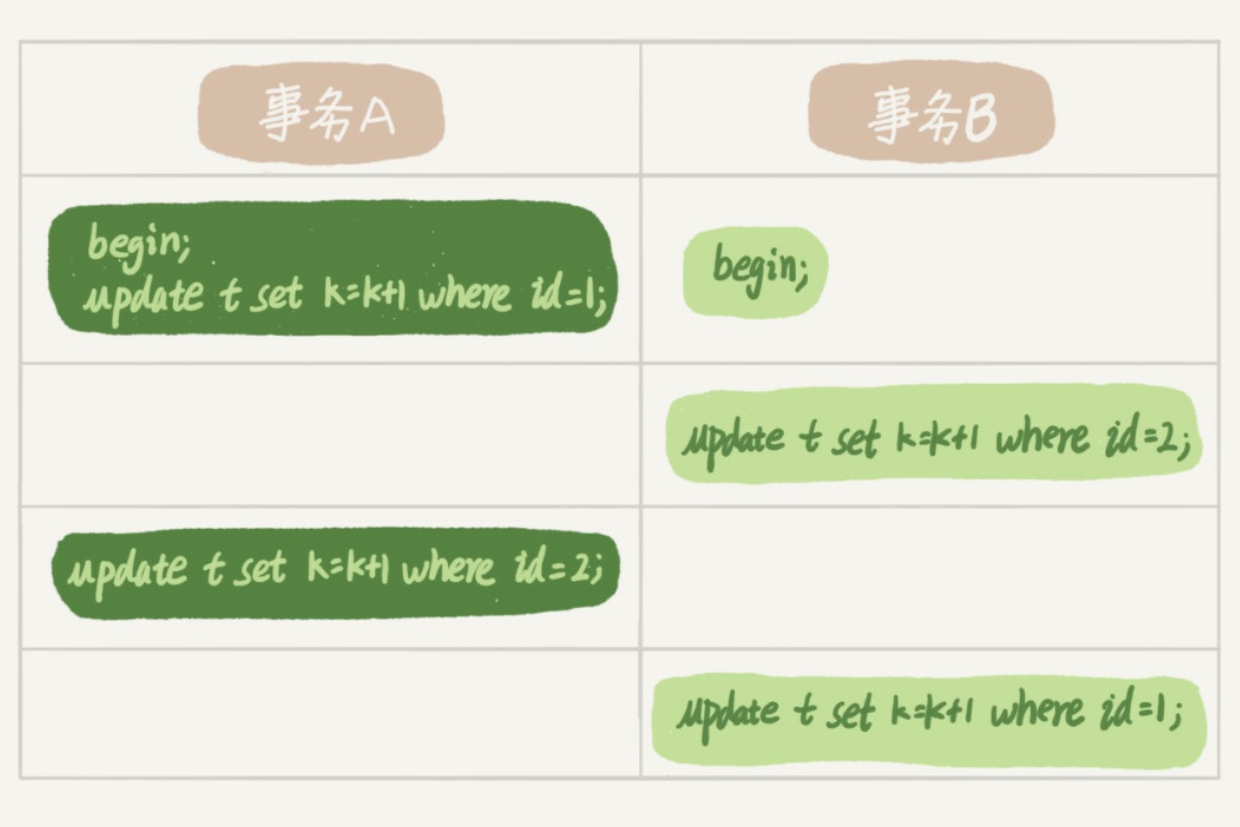 事务A
事务B
begin;
update t set k=k+1 where id=1;
begin;
update t set k=k+1 where id=2;
update t set k=k+1 where id=2;
update t set k=k+1 where id=1;